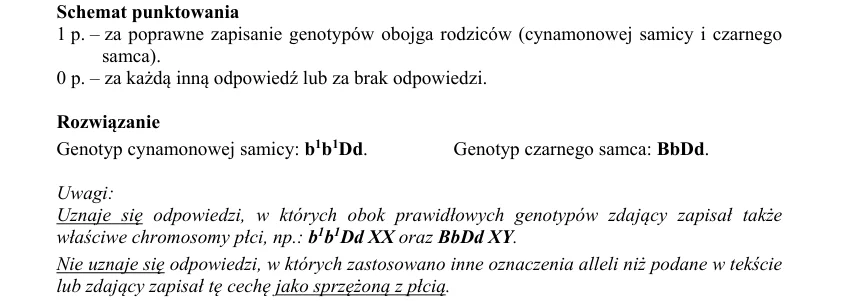 Schemat punktowania
1 p. – za poprawne zapisanie genotypów obojga rodziców (cynamonowej samicy i czarnego
samca).
0 p. – za każdą inną odpowiedź lub za brak odpowiedzi.
Rozwiązanie
Genotyp cynamonowej samicy: b¹b¹Dd. Genotyp czarnego samca: BbDd.
Uwagi:
Uznaje się odpowiedzi, w których obok prawidłowych genotypów zdający zapisał także
właściwe chromosomy płci, np.: b¹b¹Dd XX oraz BbDd XY.
Nie uznaje się odpowiedzi, w których zastosowano inne oznaczenia alleli niż podane w tekście
lub zdający zapisał tę cechę jako sprzężoną z płcią.